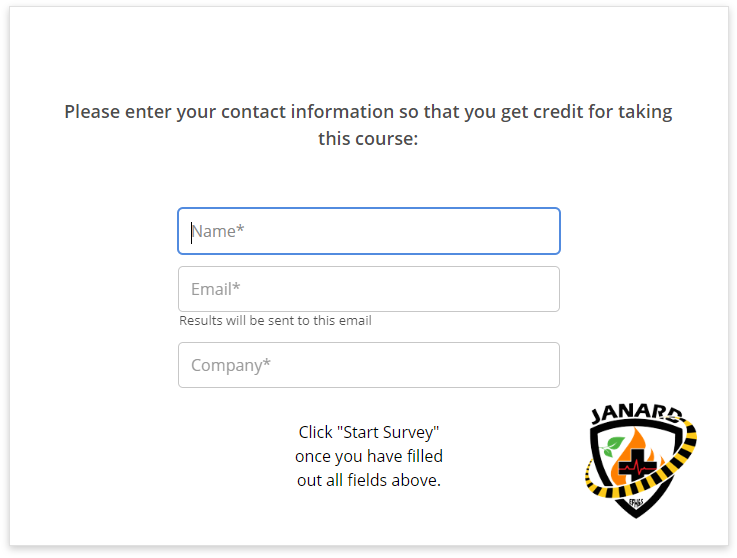 Please enter your contact information so that you get credit for taking
this course:
Name*
Email*
Results will be sent to this email
Company*
Click "Start Survey"
once you have filled
out all fields above.
JANARD